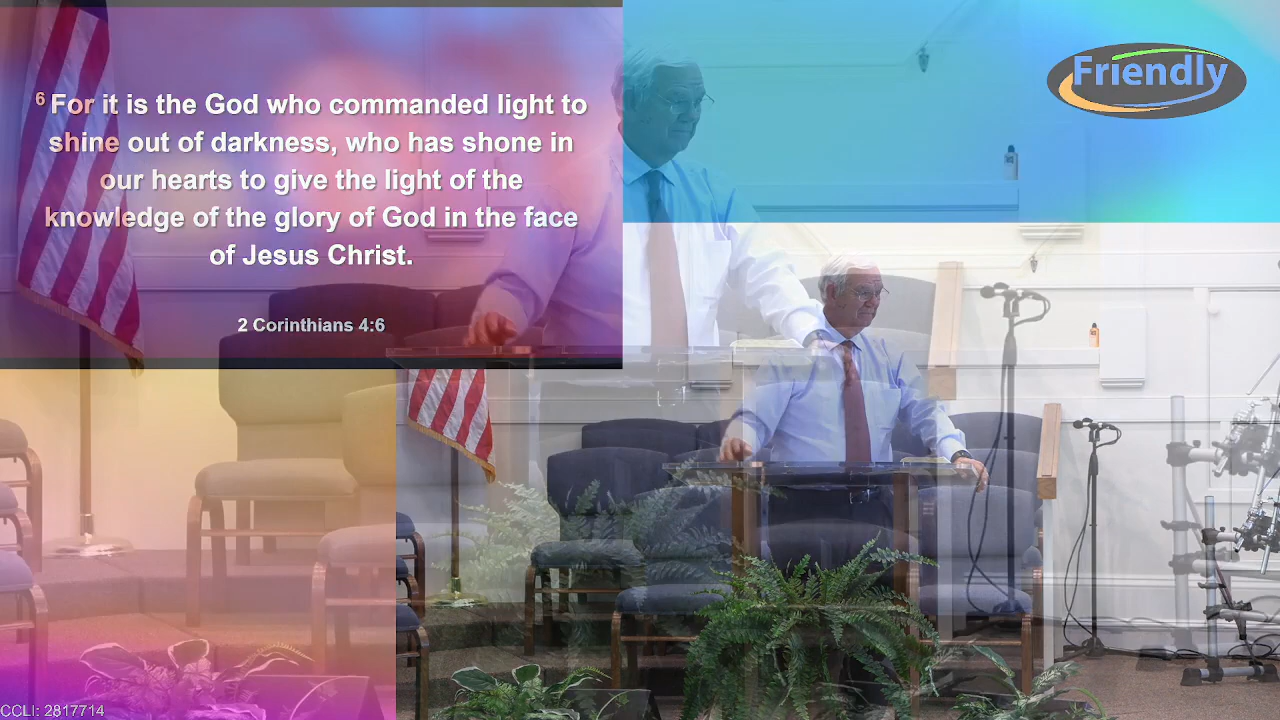 6 For it is the God who commanded light to
shine out of darkness, who has shone in
our hearts to give the light of the
knowledge of the glory of God in the face
of Jesus Christ.
2 Corinthians 4:6
Friendly
CCLI: 2817714